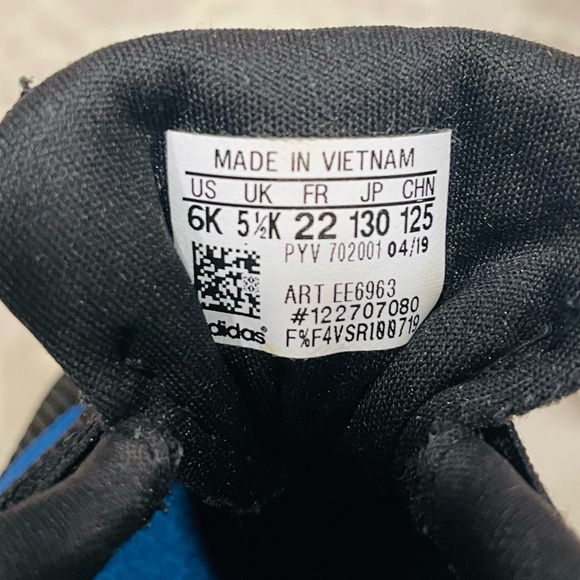 MADE IN VIETNAM
US UK FR JP CHN
6K 5½K 22 130 125
PYV 702001 04/19
ART EE6963
#122707080
adidas® F%F4VSR100719